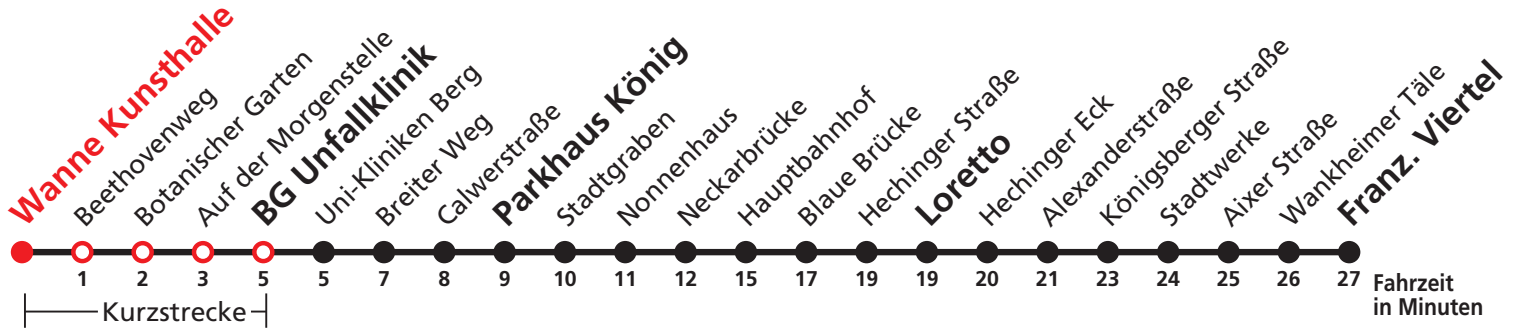 Wanne Kunsthalle
Beethovenweg
Botanischer Garten
Auf der Morgenstelle
BG Unfallklinik
Uni-Kliniken Berg
Breiter Weg
Calwerstraße
Parkhaus König
Stadtgraben
Nonnenhaus
Neckarbrücke
Hauptbahnhof
Blaue Brücke
Hechinger Straße
Loretto
Hechinger Eck
Alexanderstraße
Königsberger Straße
Stadtwerke
Aixer Straße
Wankheimer Täle
Franz. Viertel
1 2 3 5 5 7 8 9 10 11 12 15 17 19 19 20 21 23 24 25 26 27
Fahrzeit
in Minuten
Kurzstrecke